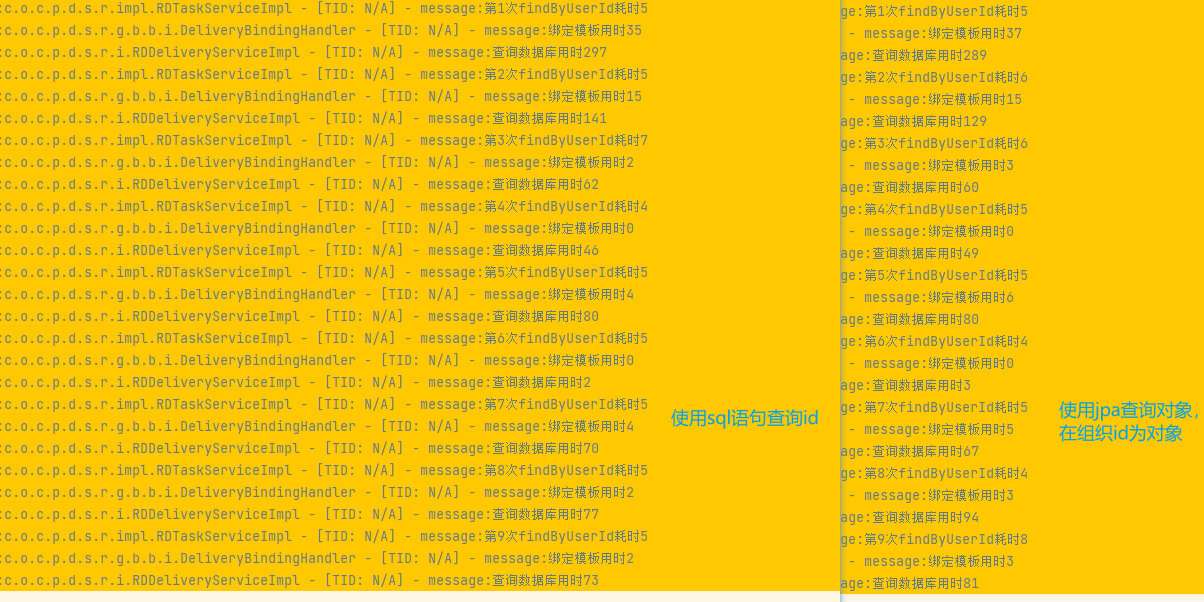 :c.o.c.p.d.s.r.impl.RDTaskServiceImpl - [TID: N/A] - message:第1次findByUserId耗时5
:c.o.c.p.d.s.r.g.b.b.i.DeliveryBindingHandler - [TID: N/A] - message:绑定模板用时35
:c.o.c.p.d.s.r.i.RDDeliveryServiceImpl - [TID: N/A] - message:查询数据库用时297
:c.o.c.p.d.s.r.impl.RDTaskServiceImpl - [TID: N/A] - message:第2次findByUserId耗时5
:c.o.c.p.d.s.r.g.b.b.i.DeliveryBindingHandler - [TID: N/A] - message:绑定模板用时15
:c.o.c.p.d.s.r.i.RDDeliveryServiceImpl - [TID: N/A] - message:查询数据库用时141
:c.o.c.p.d.s.r.impl.RDTaskServiceImpl - [TID: N/A] - message:第3次findByUserId耗时7
:c.o.c.p.d.s.r.g.b.b.i.DeliveryBindingHandler - [TID: N/A] - message:绑定模板用时2
:c.o.c.p.d.s.r.i.RDDeliveryServiceImpl - [TID: N/A] - message:查询数据库用时62
:c.o.c.p.d.s.r.impl.RDTaskServiceImpl - [TID: N/A] - message:第4次findByUserId耗时4
:c.o.c.p.d.s.r.g.b.b.i.DeliveryBindingHandler - [TID: N/A] - message:绑定模板用时0
:c.o.c.p.d.s.r.i.RDDeliveryServiceImpl - [TID: N/A] - message:查询数据库用时46
:c.o.c.p.d.s.r.impl.RDTaskServiceImpl - [TID: N/A] - message:第5次findByUserId耗时5
:c.o.c.p.d.s.r.g.b.b.i.DeliveryBindingHandler - [TID: N/A] - message:绑定模板用时4
:c.o.c.p.d.s.r.i.RDDeliveryServiceImpl - [TID: N/A] - message:查询数据库用时80
:c.o.c.p.d.s.r.impl.RDTaskServiceImpl - [TID: N/A] - message:第6次findByUserId耗时5
:c.o.c.p.d.s.r.g.b.b.i.DeliveryBindingHandler - [TID: N/A] - message:绑定模板用时0
:c.o.c.p.d.s.r.i.RDDeliveryServiceImpl - [TID: N/A] - message:查询数据库用时2
:c.o.c.p.d.s.r.impl.RDTaskServiceImpl - [TID: N/A] - message:第7次findByUserId耗时5
:c.o.c.p.d.s.r.g.b.b.i.DeliveryBindingHandler - [TID: N/A] - message:绑定模板用时4
:c.o.c.p.d.s.r.i.RDDeliveryServiceImpl - [TID: N/A] - message:查询数据库用时70
:c.o.c.p.d.s.r.impl.RDTaskServiceImpl - [TID: N/A] - message:第8次findByUserId耗时5
:c.o.c.p.d.s.r.g.b.b.i.DeliveryBindingHandler - [TID: N/A] - message:绑定模板用时2
:c.o.c.p.d.s.r.i.RDDeliveryServiceImpl - [TID: N/A] - message:查询数据库用时77
:c.o.c.p.d.s.r.impl.RDTaskServiceImpl - [TID: N/A] - message:第9次findByUserId耗时5
:c.o.c.p.d.s.r.g.b.b.i.DeliveryBindingHandler - [TID: N/A] - message:绑定模板用时2
:c.o.c.p.d.s.r.i.RDDeliveryServiceImpl - [TID: N/A] - message:查询数据库用时73
使用sql语句查询id
ge:第1次findByUserId耗时5
- message:绑定模板用时37
age:查询数据库用时289
ge:第2次findByUserId耗时6
- message:绑定模板用时15
age:查询数据库用时129
ge:第3次findByUserId耗时6
- message:绑定模板用时3
age:查询数据库用时60
ge:第4次findByUserId耗时5
- message:绑定模板用时0
age:查询数据库用时49
ge:第5次findByUserId耗时5
- message:绑定模板用时6
age:查询数据库用时80
ge:第6次findByUserId耗时4
- message:绑定模板用时0
age:查询数据库用时3
ge:第7次findByUserId耗时5
- message:绑定模板用时5
age:查询数据库用时67
ge:第8次findByUserId耗时4
- message:绑定模板用时3
age:查询数据库用时94
ge:第9次findByUserId耗时8
- message:绑定模板用时3
age:查询数据库用时81
使用jpa查询对象，
在组织id为对象